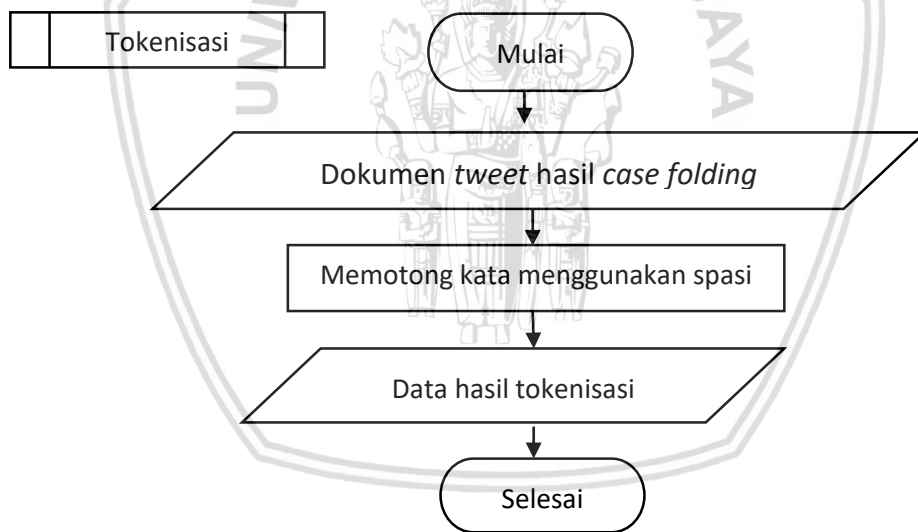 Tokenisasi
Mulai
Dokumen tweet hasil case folding
Memotong kata menggunakan spasi
Data hasil tokenisasi
Selesai